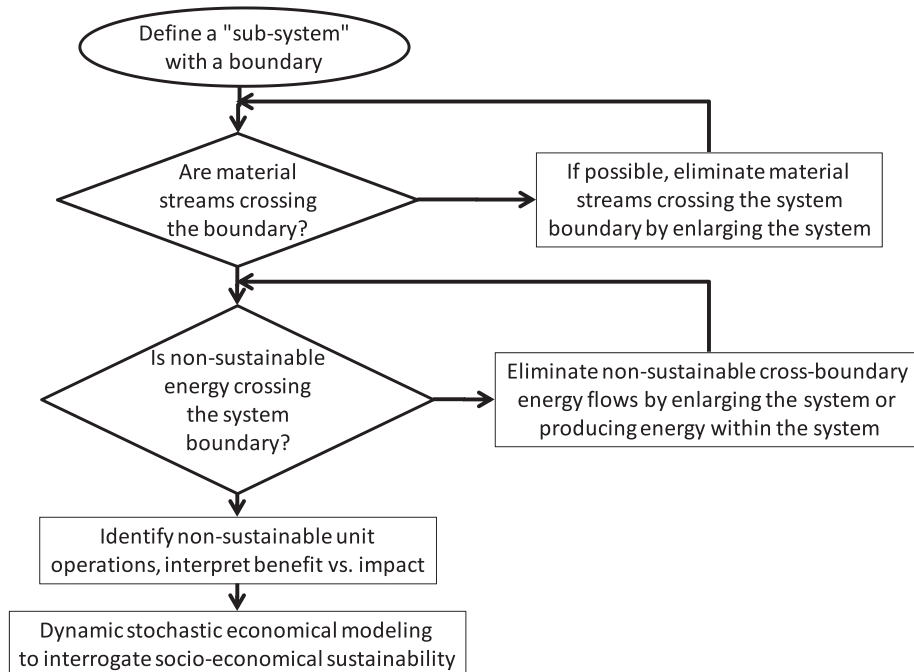 Define a "sub-system"
with a boundary
Are material
streams crossing
the boundary?
If possible, eliminate material
streams crossing the system
boundary by enlarging the system
Is non-sustainable
energy crossing
the system
boundary?
Eliminate non-sustainable cross-boundary
energy flows by enlarging the system or
producing energy within the system
Identify non-sustainable unit
operations, interpret benefit vs. impact
Dynamic stochastic economical modeling
to interrogate socio-economical sustainability